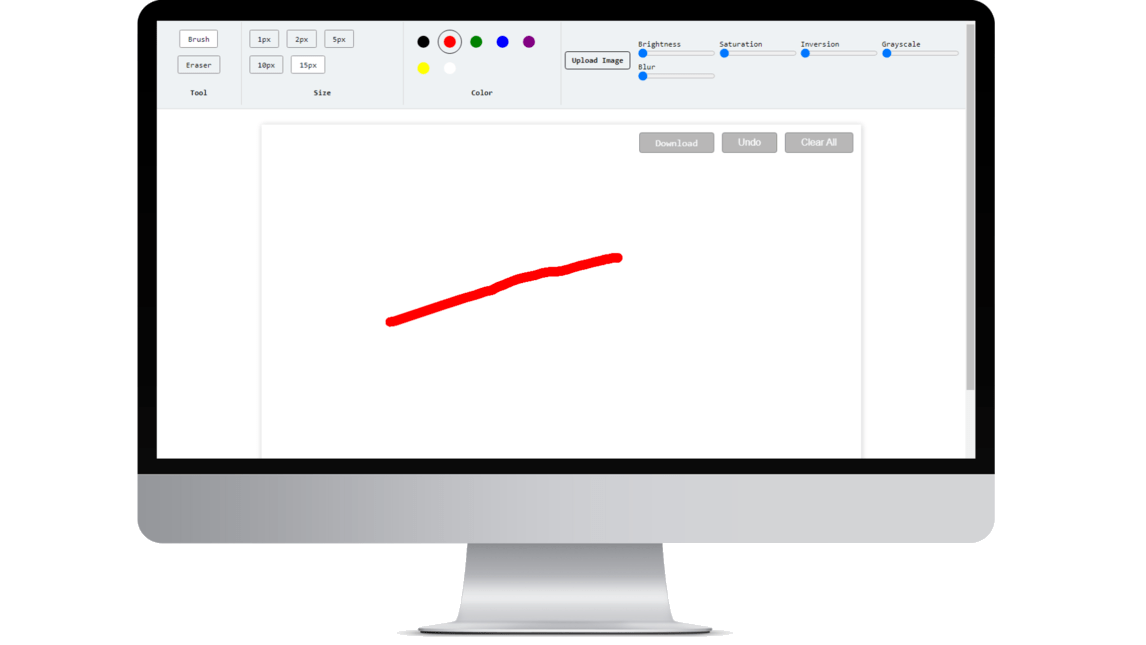 Brush
Eraser
Tool
1px 2px 5px
10px 15px
Size
Color
Upload Image
Brightness Saturation Inversion Grayscale
Blur
Download Undo Clear All